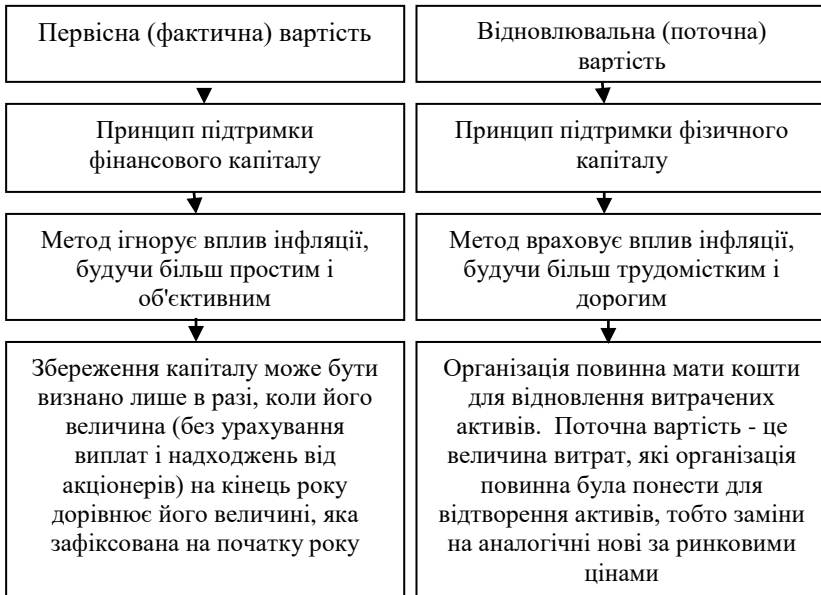 Первісна (фактична) вартість
Відновлювальна (поточна)
вартість
Принцип підтримки
фінансового капіталу
Принцип підтримки фізичного
капіталу
Метод ігнорує вплив інфляції,
будучи більш простим і
об'єктивним
Метод враховує вплив інфляції,
будучи більш трудомістким і
дорогим
Збереження капіталу може бути
визнано лише в разі, коли його
величина (без урахування
виплат і надходжень від
акціонерів) на кінець року
дорівнює його величині, яка
зафіксована на початку року
Організація повинна мати кошти
для відновлення витрачених
активів. Поточна вартість - це
величина витрат, які організація
повинна була понести для
відтворення активів, тобто заміни
на аналогічні нові за ринковими
цінами